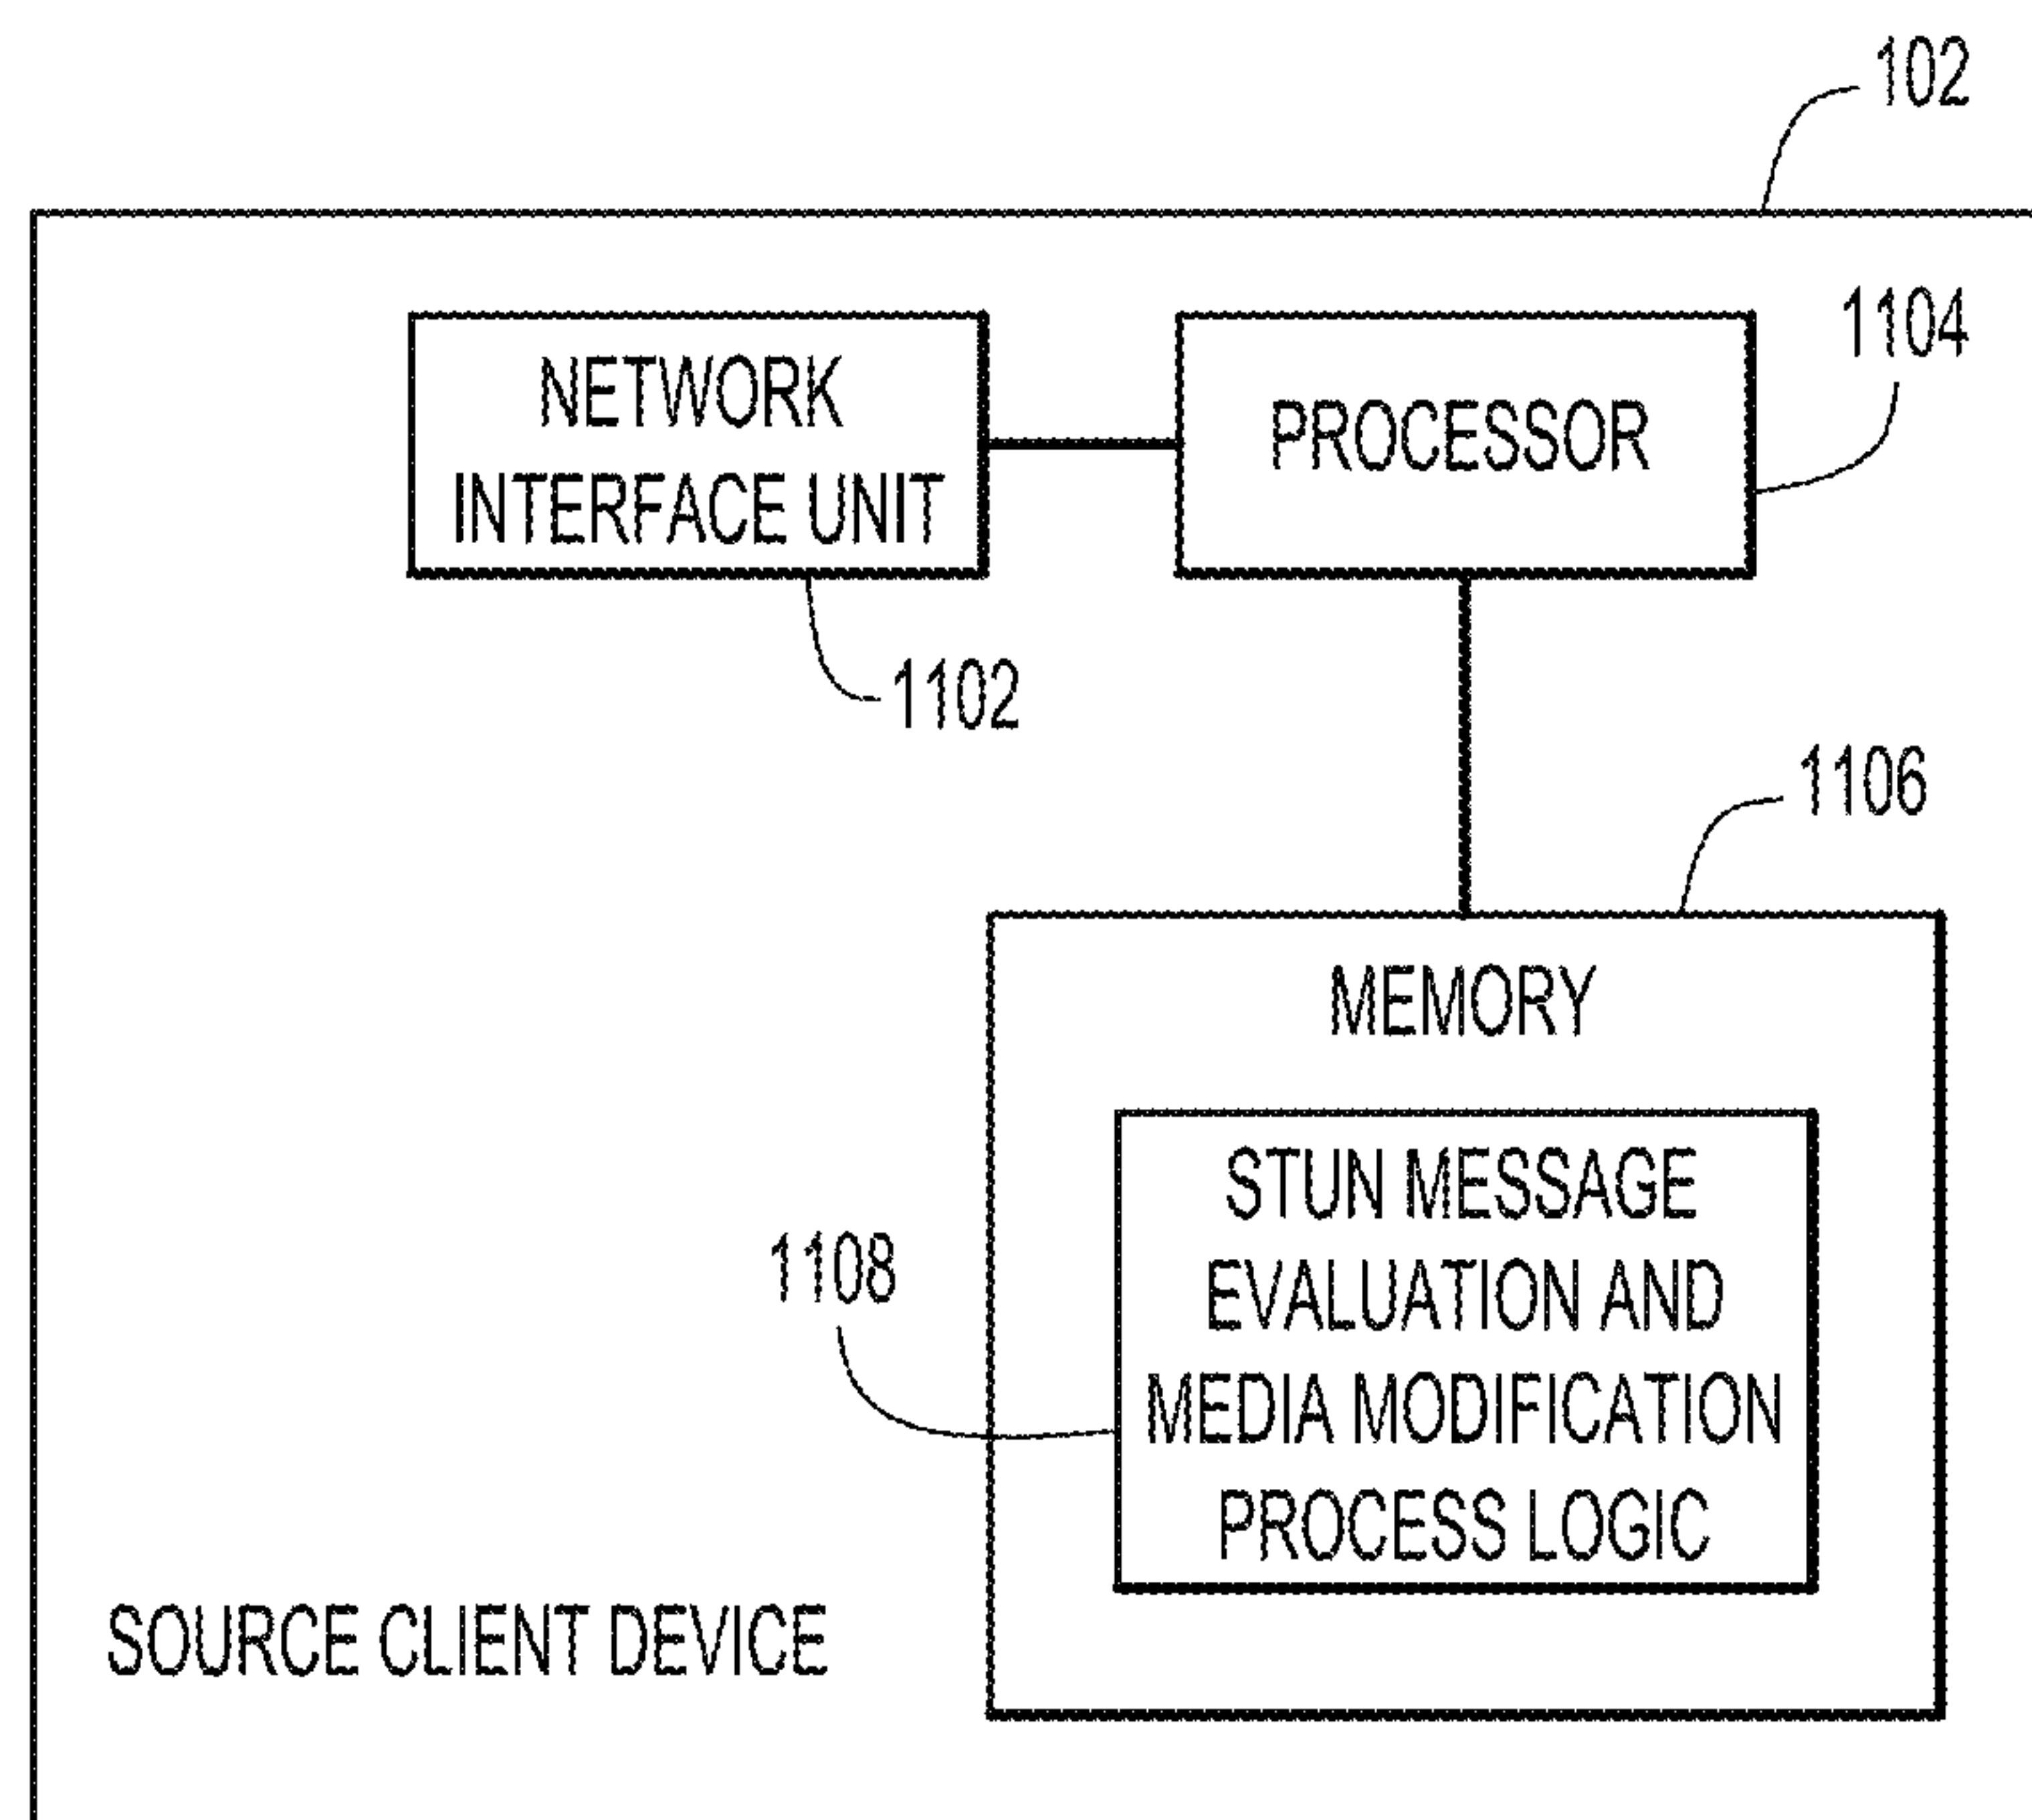 102
1104
NETWORK
INTERFACE UNIT
PROCESSOR
1102
1106
MEMORY
STUN MESSAGE
EVALUATION AND
MEDIA MODIFICATION
PROCESS LOGIC
1108
SOURCE CLIENT DEVICE